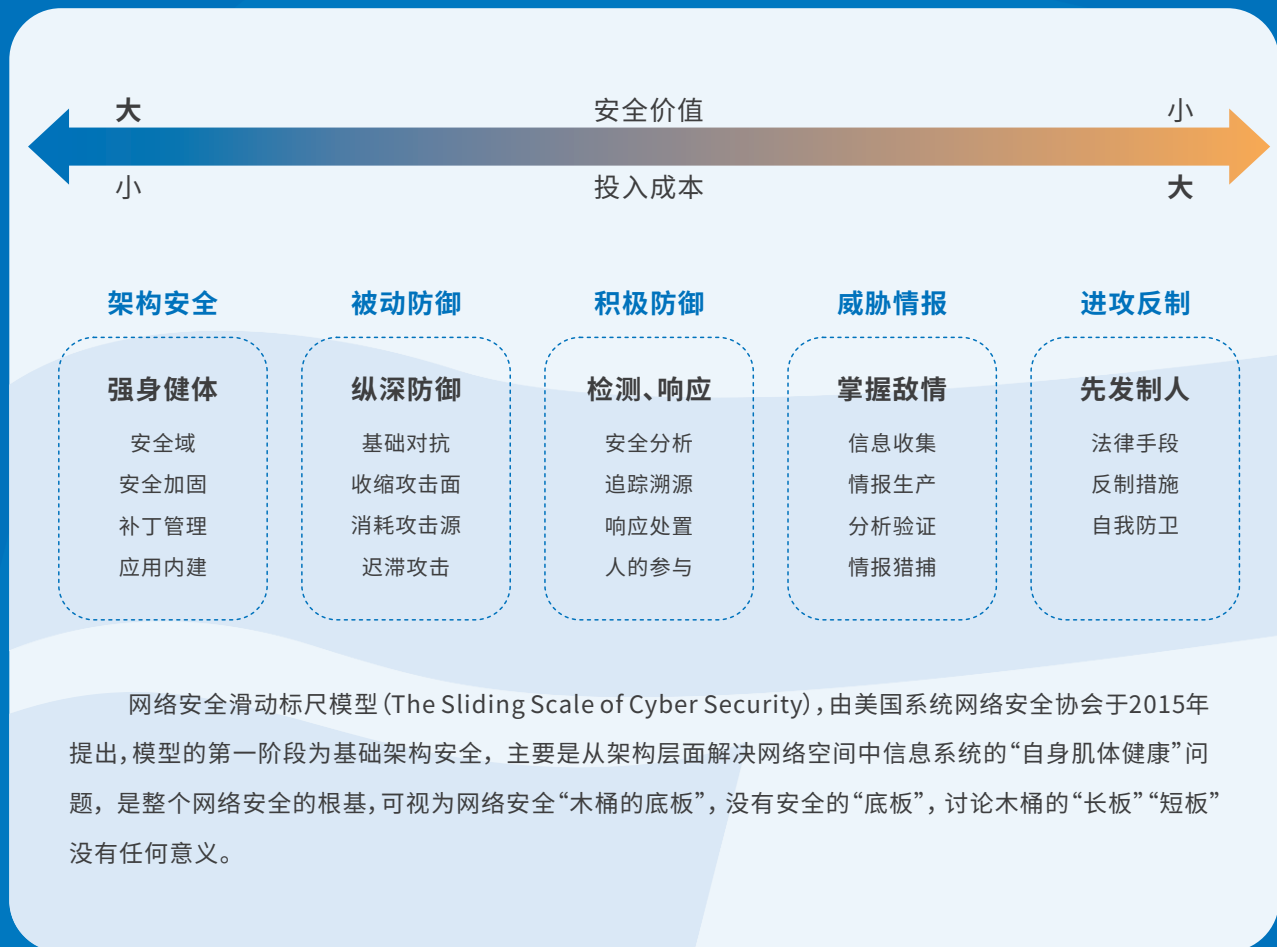 大 安全价值 小
小 投入成本 大
架构安全 被动防御 积极防御 威胁情报 进攻反制
强身健体 纵深防御 检测、响应 掌握敌情 先发制人
安全域 基础对抗 安全分析 信息收集 法律手段
安全加固 收缩攻击面 追踪溯源 情报生产 反制措施
补丁管理 消耗攻击源 响应处置 分析验证 自我防卫
应用内建 迟滞攻击 人的参与 情报猎捕
网络安全滑动标尺模型(The Sliding Scale of Cyber Security),由美国系统网络安全协会于2015年
提出,模型的第一阶段为基础架构安全，主要是从架构层面解决网络空间中信息系统的“自身肌体健康”问
题，是整个网络安全的根基,可视为网络安全“木桶的底板”,没有安全的“底板”,讨论木桶的“长板”“短板”
没有任何意义。